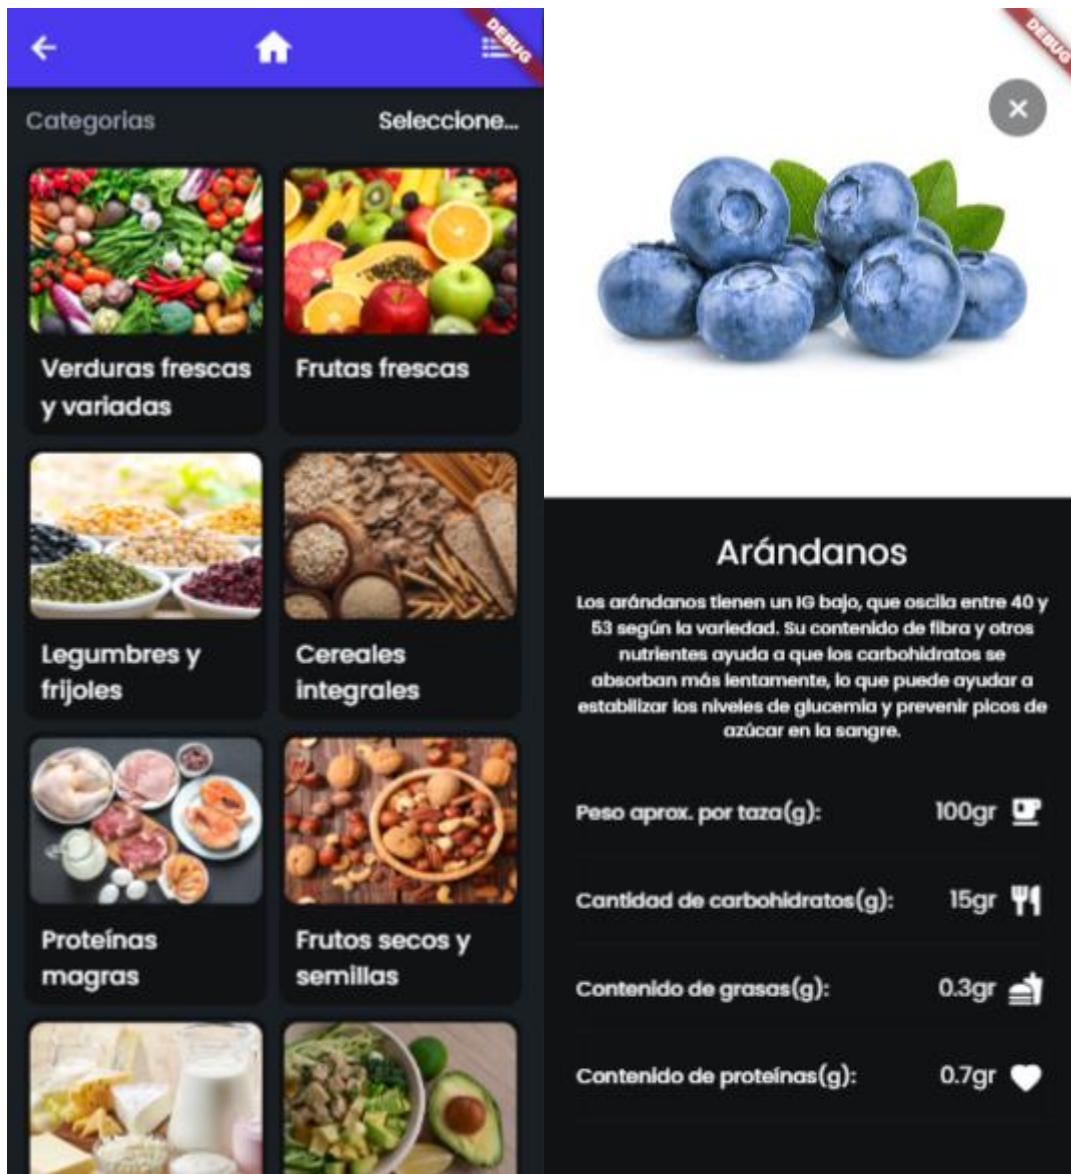 DEBUG
Categorias
Seleccione...
Verduras frescas
y variadas
Frutas frescas
Legumbres y
frijoles
Cereales
integrales
Proteínas
magras
Frutos secos y
semillas
DEBUG
Arándanos
Los arándanos tienen un IG bajo, que oscila entre 40 y
53 según la variedad. Su contenido de fibra y otros
nutrientes ayuda a que los carbohidratos se
absorban más lentamente, lo que puede ayudar a
estabilizar los niveles de glucemia y prevenir picos de
azúcar en la sangre.
Peso aprox. por taza(g): 100gr
Cantidad de carbohidratos(g): 15gr
Contenido de grasas(g): 0.3gr
Contenido de proteínas(g): 0.7gr